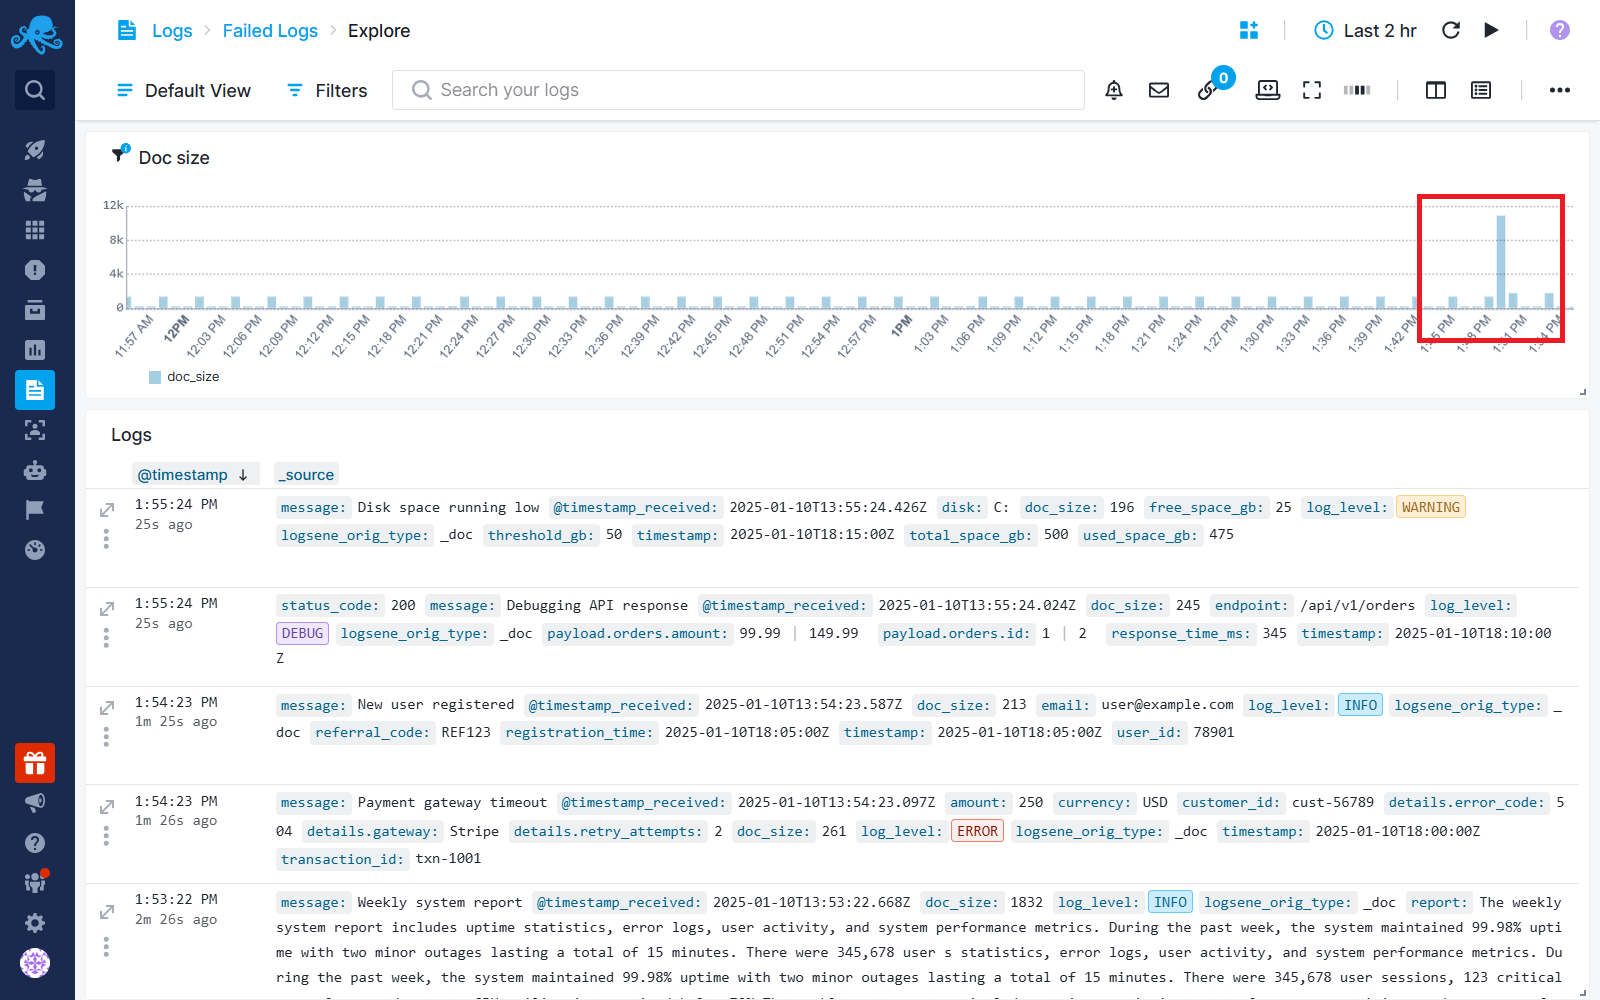 Logs > Failed Logs > Explore
Last 2 hr
?
Default View
Filters
Search your logs
0
Doc size
12k
8k
4k
0
11:57 AM 12PM 12:03 PM 12:06 PM 12:09 PM 12:12 PM 12:15 PM 12:18 PM 12:21 PM 12:24 PM 12:27 PM 12:30 PM 12:33 PM 12:36 PM 12:39 PM 12:42 PM 12:45 PM 12:48 PM 12:51 PM 12:54 PM 12:57 PM 1PM 1:03 PM 1:06 PM 1:09 PM 1:12 PM 1:15 PM 1:18 PM 1:21 PM 1:24 PM 1:27 PM 1:30 PM 1:33 PM 1:36 PM 1:39 PM 1:42 PM 1:45 PM 1:48 PM 1:51 PM 1:54 PM
doc_size
Logs
@timestamp ↓ _source
1:55:24 PM
25s ago
message: Disk space running low @timestamp_received: 2025-01-10T13:55:24.426Z disk: C: doc_size: 196 free_space_gb: 25 log_level: WARNING
logsene_orig_type: _doc threshold_gb: 50 timestamp: 2025-01-10T18:15:00Z total_space_gb: 500 used_space_gb: 475
1:55:24 PM
25s ago
status_code: 200 message: Debugging API response @timestamp_received: 2025-01-10T13:55:24.024Z doc_size: 245 endpoint: /api/v1/orders log_level:
DEBUG logsene_orig_type: _doc payload.orders.amount: 99.99 | 149.99 payload.orders.id: 1 | 2 response_time_ms: 345 timestamp: 2025-01-10T18:10:00
Z
1:54:23 PM
1m 25s ago
message: New user registered @timestamp_received: 2025-01-10T13:54:23.587Z doc_size: 213 email: user@example.com log_level: INFO logsene_orig_type: _
doc referral_code: REF123 registration_time: 2025-01-10T18:05:00Z timestamp: 2025-01-10T18:05:00Z user_id: 78901
1:54:23 PM
1m 26s ago
message: Payment gateway timeout @timestamp_received: 2025-01-10T13:54:23.097Z amount: 250 currency: USD customer_id: cust-56789 details.error_code: 5
04 details.gateway: Stripe details.retry_attempts: 2 doc_size: 261 log_level: ERROR logsene_orig_type: _doc timestamp: 2025-01-10T18:00:00Z
transaction_id: txn-1001
1:53:22 PM
2m 26s ago
message: Weekly system report @timestamp_received: 2025-01-10T13:53:22.668Z doc_size: 1832 log_level: INFO logsene_orig_type: _doc report: The weekly
system report includes uptime statistics, error logs, user activity, and system performance metrics. During the past week, the system maintained 99.98% upti
me with two minor outages lasting a total of 15 minutes. There were 345,678 user s statistics, error logs, user activity, and system performance metrics. Du
ring the past week, the system maintained 99.98% uptime with two minor outages lasting a total of 15 minutes. There were 345,678 user sessions, 123 critical